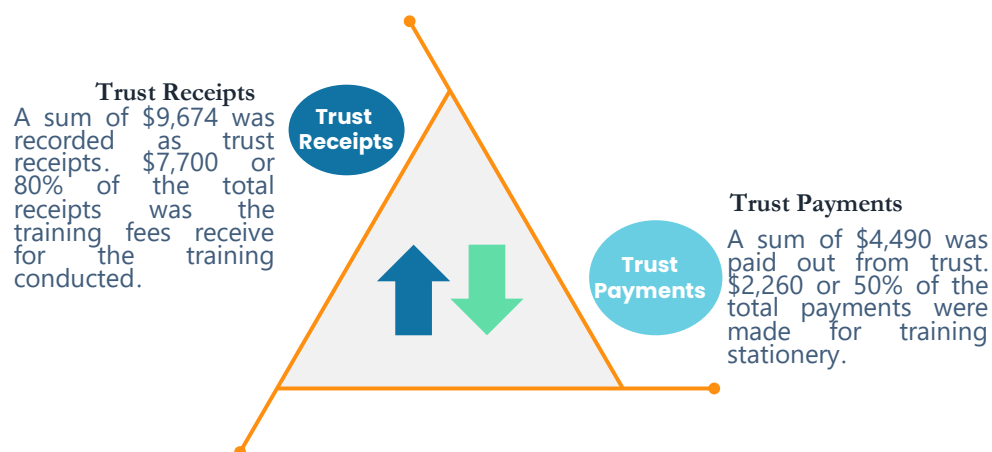 Trust Receipts
A sum of $9,674 was
recorded as trust
receipts. $7,700 or
80% of the total
receipts was the
training fees receive
for the training
conducted.
Trust
Receipts
Trust
Payments
Trust Payments
A sum of $4,490 was
paid out from trust.
$2,260 or 50% of the
total payments were
made for training
stationery.